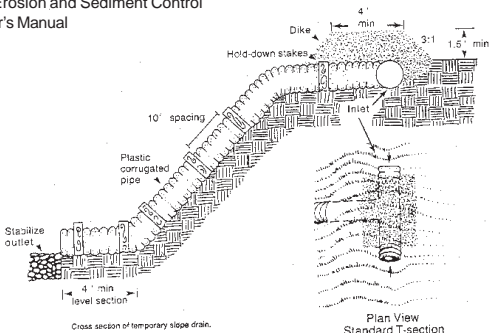 Erosion and Sediment Control
r's Manual
4'
min
Dike
3:1
1.5' min
Hold-down stakes
Inlet
10' spacing
Plastic
corrugated
pipe
Stabilize
outlet
4' min
level section
Cross section of temporary slope drain.
Plan View
Standard T-section